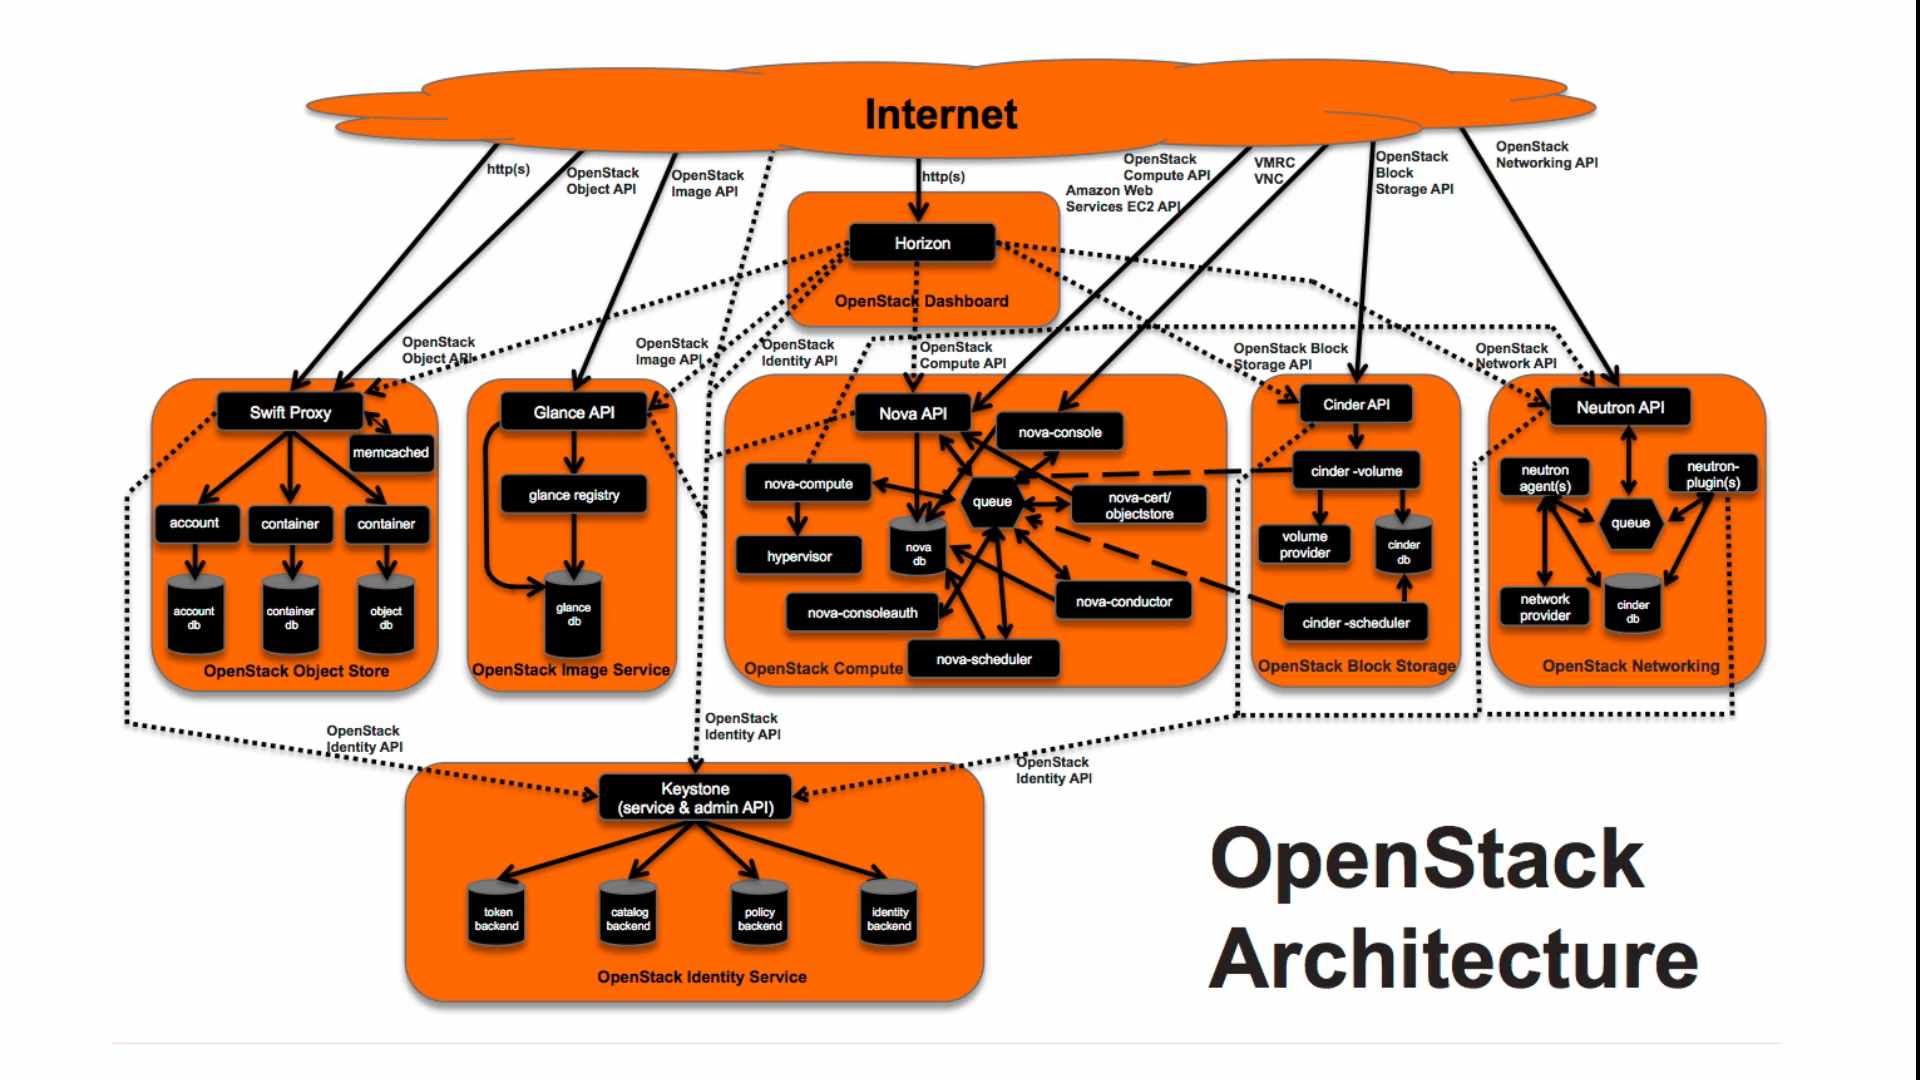 Internet
http(s)
OpenStack
Object API
OpenStack
Image API
http(s)
OpenStack
Compute API
Amazon Web
Services EC2 API
VMRC
VNC
OpenStack
Block
Storage API
OpenStack
Networking API
Horizon
OpenStack Dashboard
OpenStack
Object API
OpenStack
Image API
OpenStack
Identity API
OpenStack
Compute API
OpenStack Block
Storage API
OpenStack
Network API
Swift Proxy
memcached
account
container
container
account
db
container
db
object
db
OpenStack Object Store
Glance API
glance registry
glance
db
OpenStack Image Service
Nova API
nova-console
nova-compute
queue
nova-cert/
objectstore
hypervisor
nova
db
nova-consoleauth
nova-conductor
nova-scheduler
OpenStack Compute
Cinder API
cinder -volume
volume
provider
cinder
db
cinder -scheduler
OpenStack Block Storage
Neutron API
neutron
agent(s)
neutron-
plugin(s)
queue
network
provider
cinder
db
OpenStack Networking
OpenStack
Identity API
OpenStack
Identity API
OpenStack
Identity API
Keystone
(service & admin API)
token
backend
catalog
backend
policy
backend
identity
backend
OpenStack Identity Service
OpenStack
Architecture